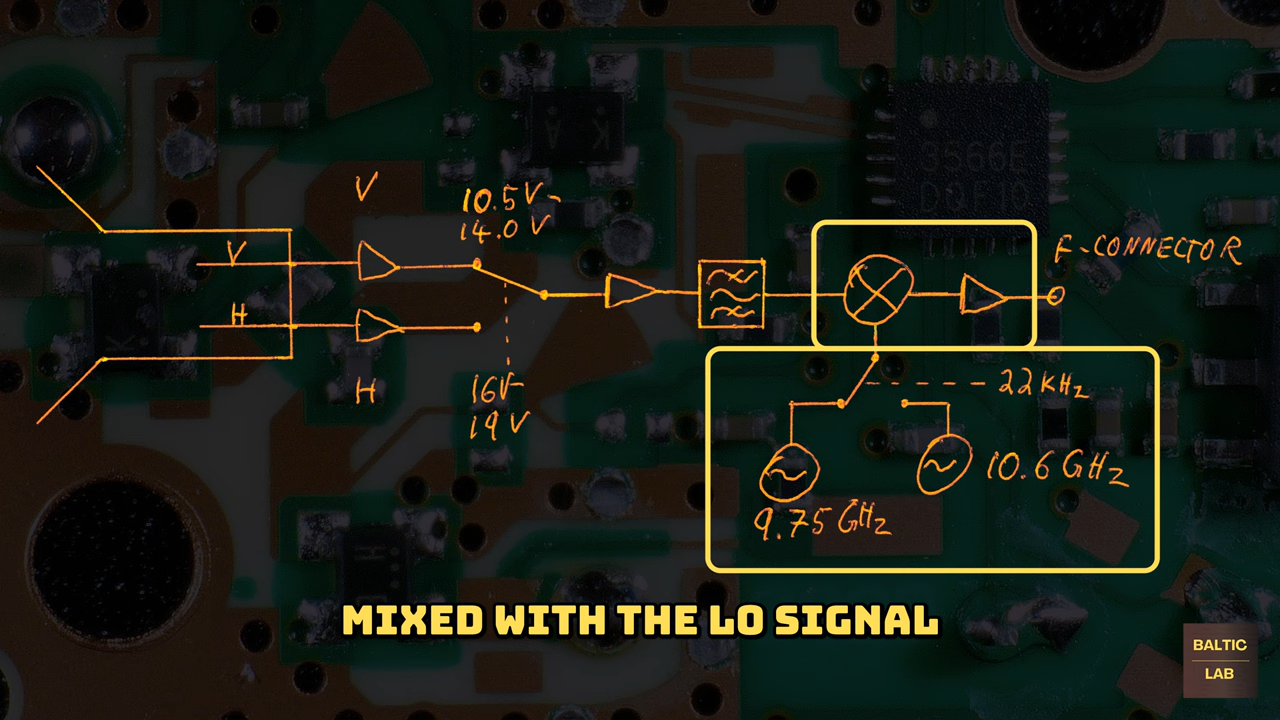 V
10.5V-
14.0 V
V
H
H
16V-
19 V
F-CONNECTOR
22 KHz
9.75 GHz
10.6 GHz
3566E
K A
MIXED WITH THE LO SIGNAL
BALTIC
LAB